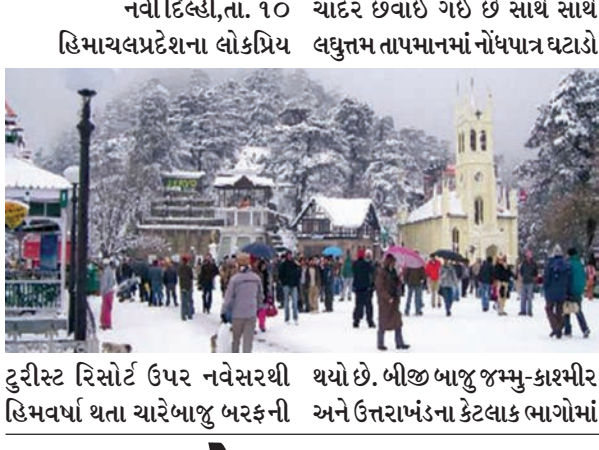 નવી દિલ્હી,તા. ૧૦
હિમાચલપ્રદેશના લોકપ્રિય
ટુરીસ્ટ રિસોર્ટ ઉપર નવેસરથી
હિમવર્ષા થતા ચારેબાજુ બરફની
ચાદર છવાઈ ગઈ છે સાથે સાથે
લઘુત્તમ તાપમાનમાં નોંધપાત્ર ઘટાડો
થયો છે. બીજી બાજુ જમ્મુ-કાશ્મીર
અને ઉત્તરાખંડના કેટલાક ભાગોમાં